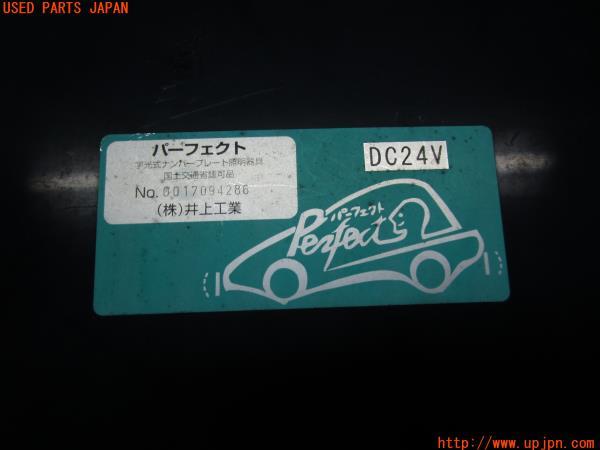 USED PARTS JAPAN
パーフェクト
字光式ナンバープレート照明器具
国土交通省認可品
No. 0017094286
(株)井上工業
DC24V
パーフェクト
Perfect
http://www.upjpn.com/